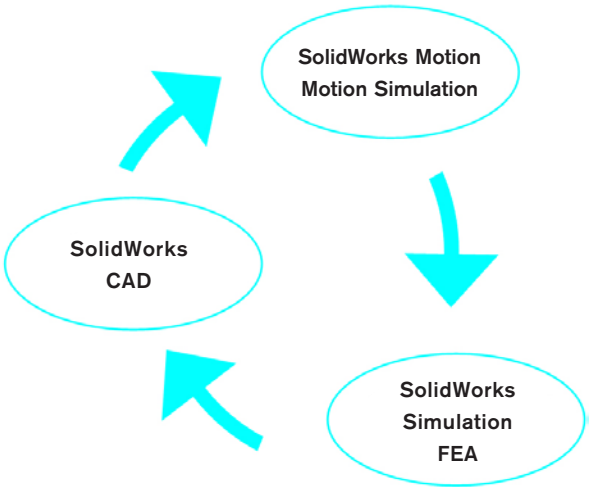 SolidWorks Motion
Motion Simulation
SolidWorks
CAD
SolidWorks
Simulation
FEA